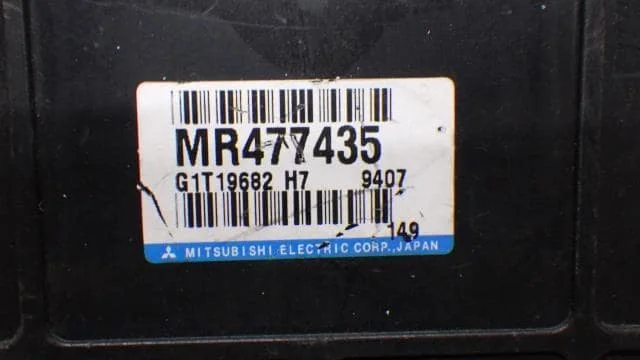 MR477435
G1T19682 H7 9407
149
MITSUBISHI ELECTRIC CORP., JAPAN